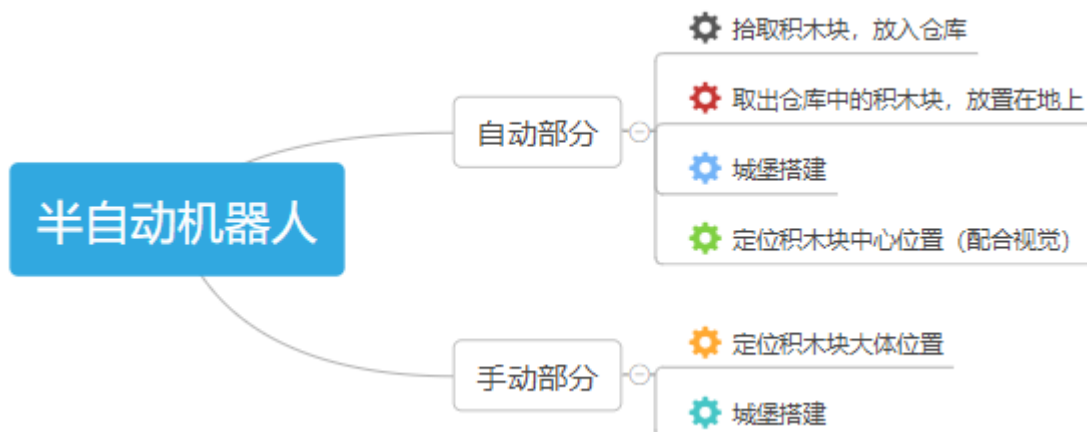 半自动机器人
自动部分
拾取积木块，放入仓库
取出仓库中的积木块，放置在地上
城堡搭建
定位积木块中心位置（配合视觉）
手动部分
定位积木块大体位置
城堡搭建